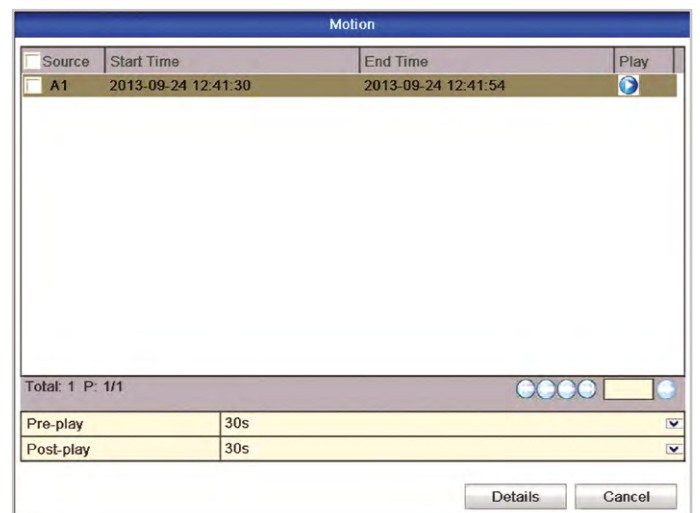 Motion
Source Start Time End Time Play
A1 2013-09-24 12:41:30 2013-09-24 12:41:54
Total: 1 P: 1/1
Pre-play 30s
Post-play 30s
Details Cancel